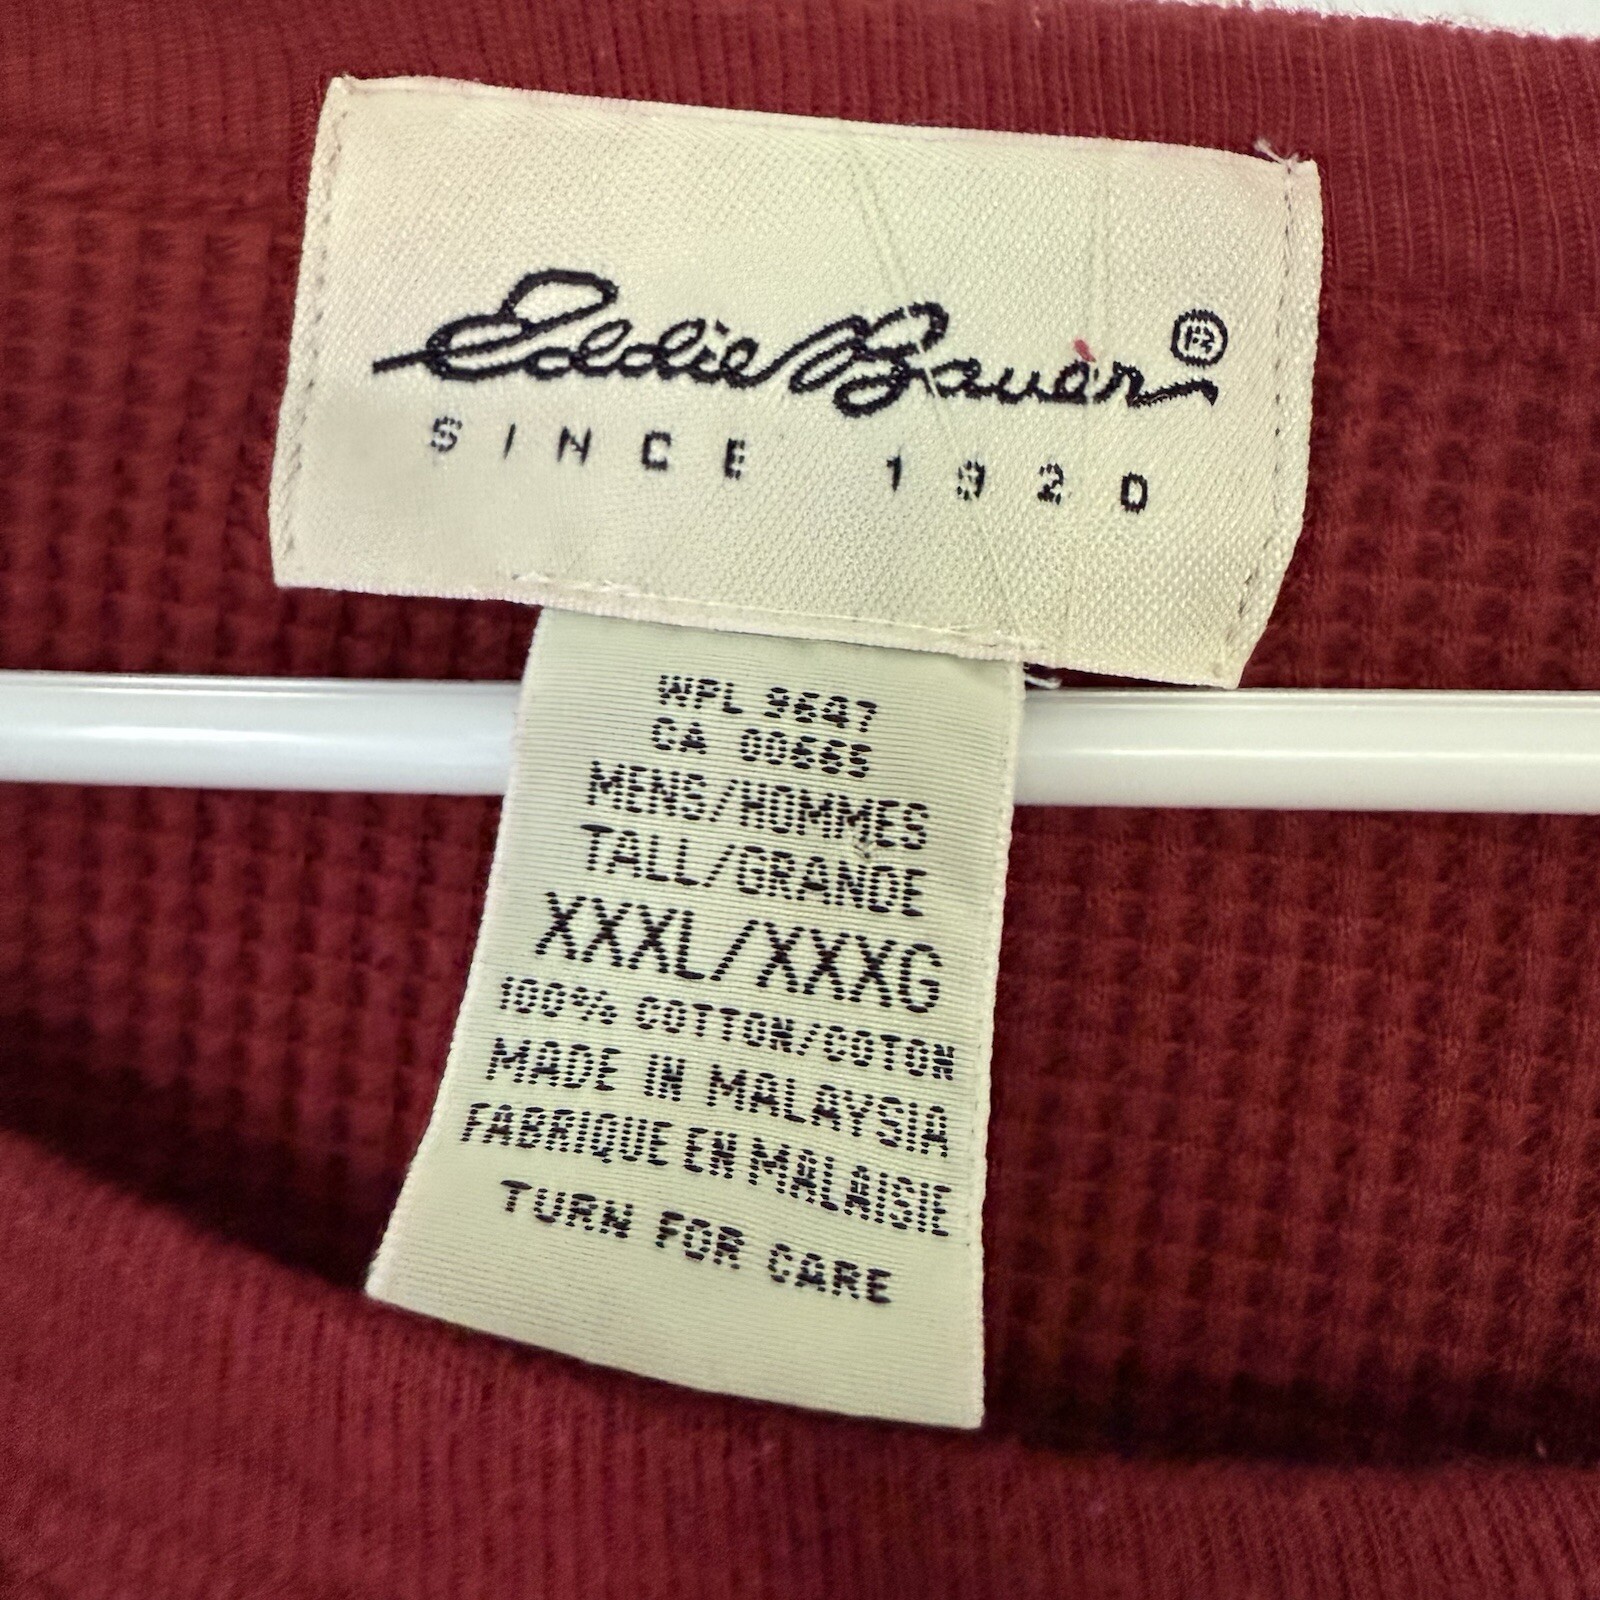 Eddie Bauer®
SINCE 1920
WPL 9647
CA 00665
MENS/HOMMES
TALL/GRANDE
XXXL/XXXG
100% COTTON/COTON
MADE IN MALAYSIA
FABRIQUE EN MALAISIE
TURN FOR CARE